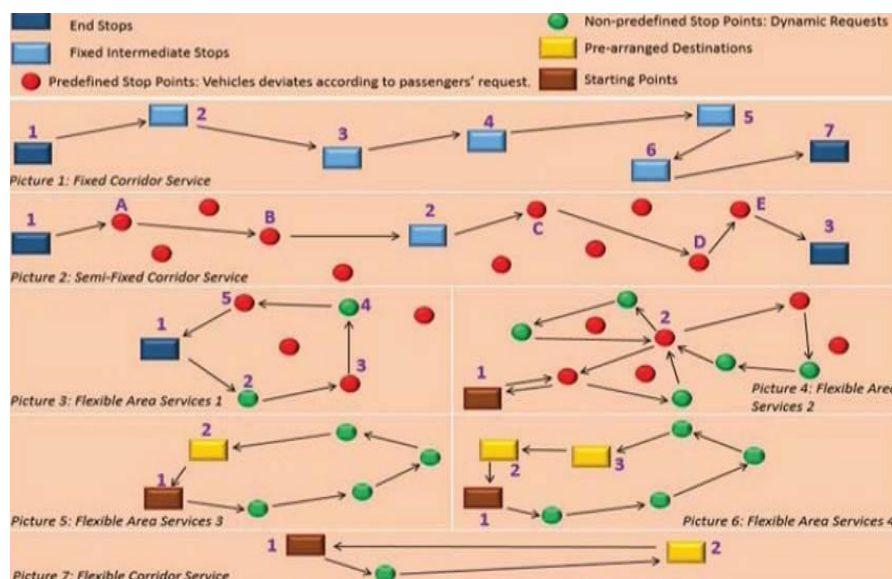 End Stops
Non-predefined Stop Points: Dynamic Requests
Fixed Intermediate Stops
Pre-arranged Destinations
Predefined Stop Points: Vehicles deviates according to passengers' request.
Starting Points
1
2
3
4
5
6
7
Picture 1: Fixed Corridor Service
1
A
B
2
C
D
E
3
Picture 2: Semi-Fixed Corridor Service
1
2
3
4
5
Picture 3: Flexible Area Services 1
1
2
Picture 4: Flexible Area
Services 2
2
1
Picture 5: Flexible Area Services 3
2
3
1
Picture 6: Flexible Area Services 4
1
2
Picture 7: Flexible Corridor Service